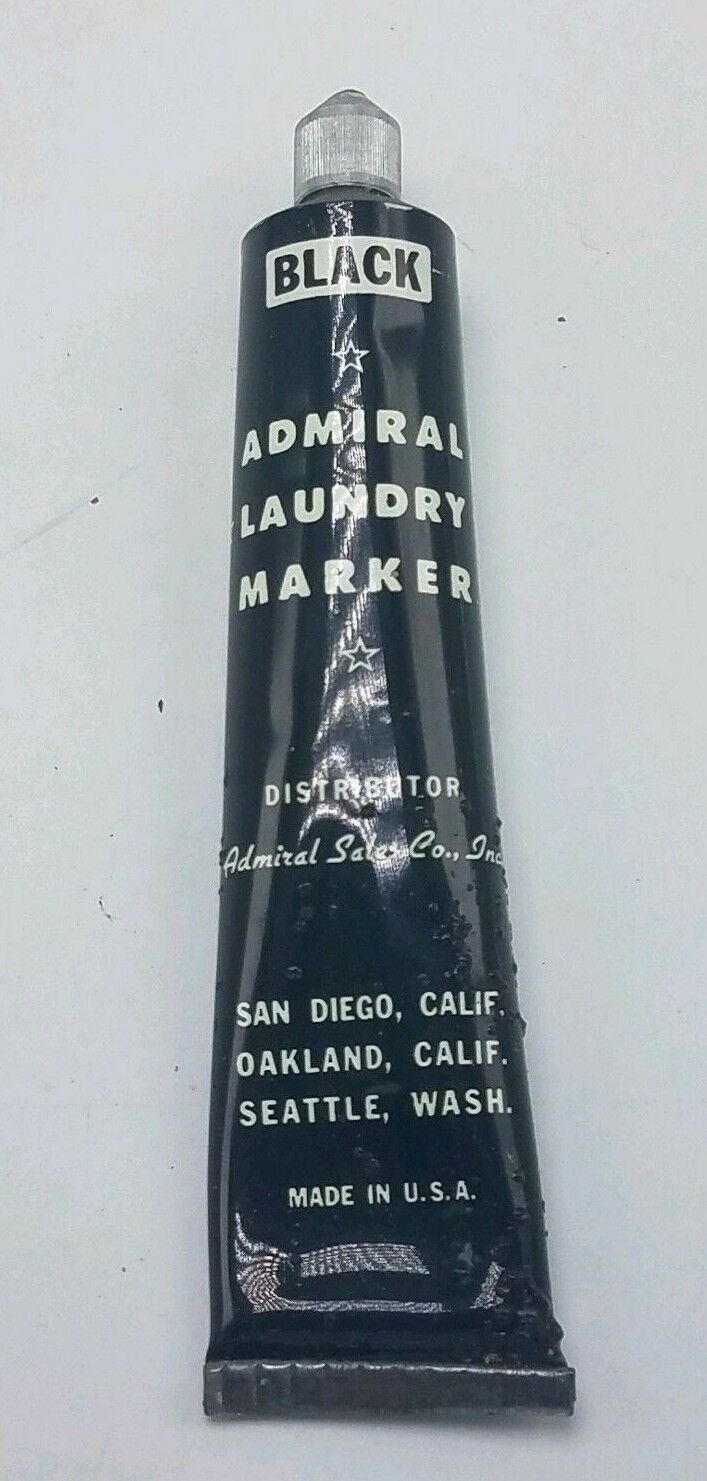 BLACK
ADMIRAL
LAUNDRY
MARKER
DISTRIBUTOR
Admiral Sales Co., Inc.
SAN DIEGO, CALIF.
OAKLAND, CALIF.
SEATTLE, WASH.
MADE IN U.S.A.